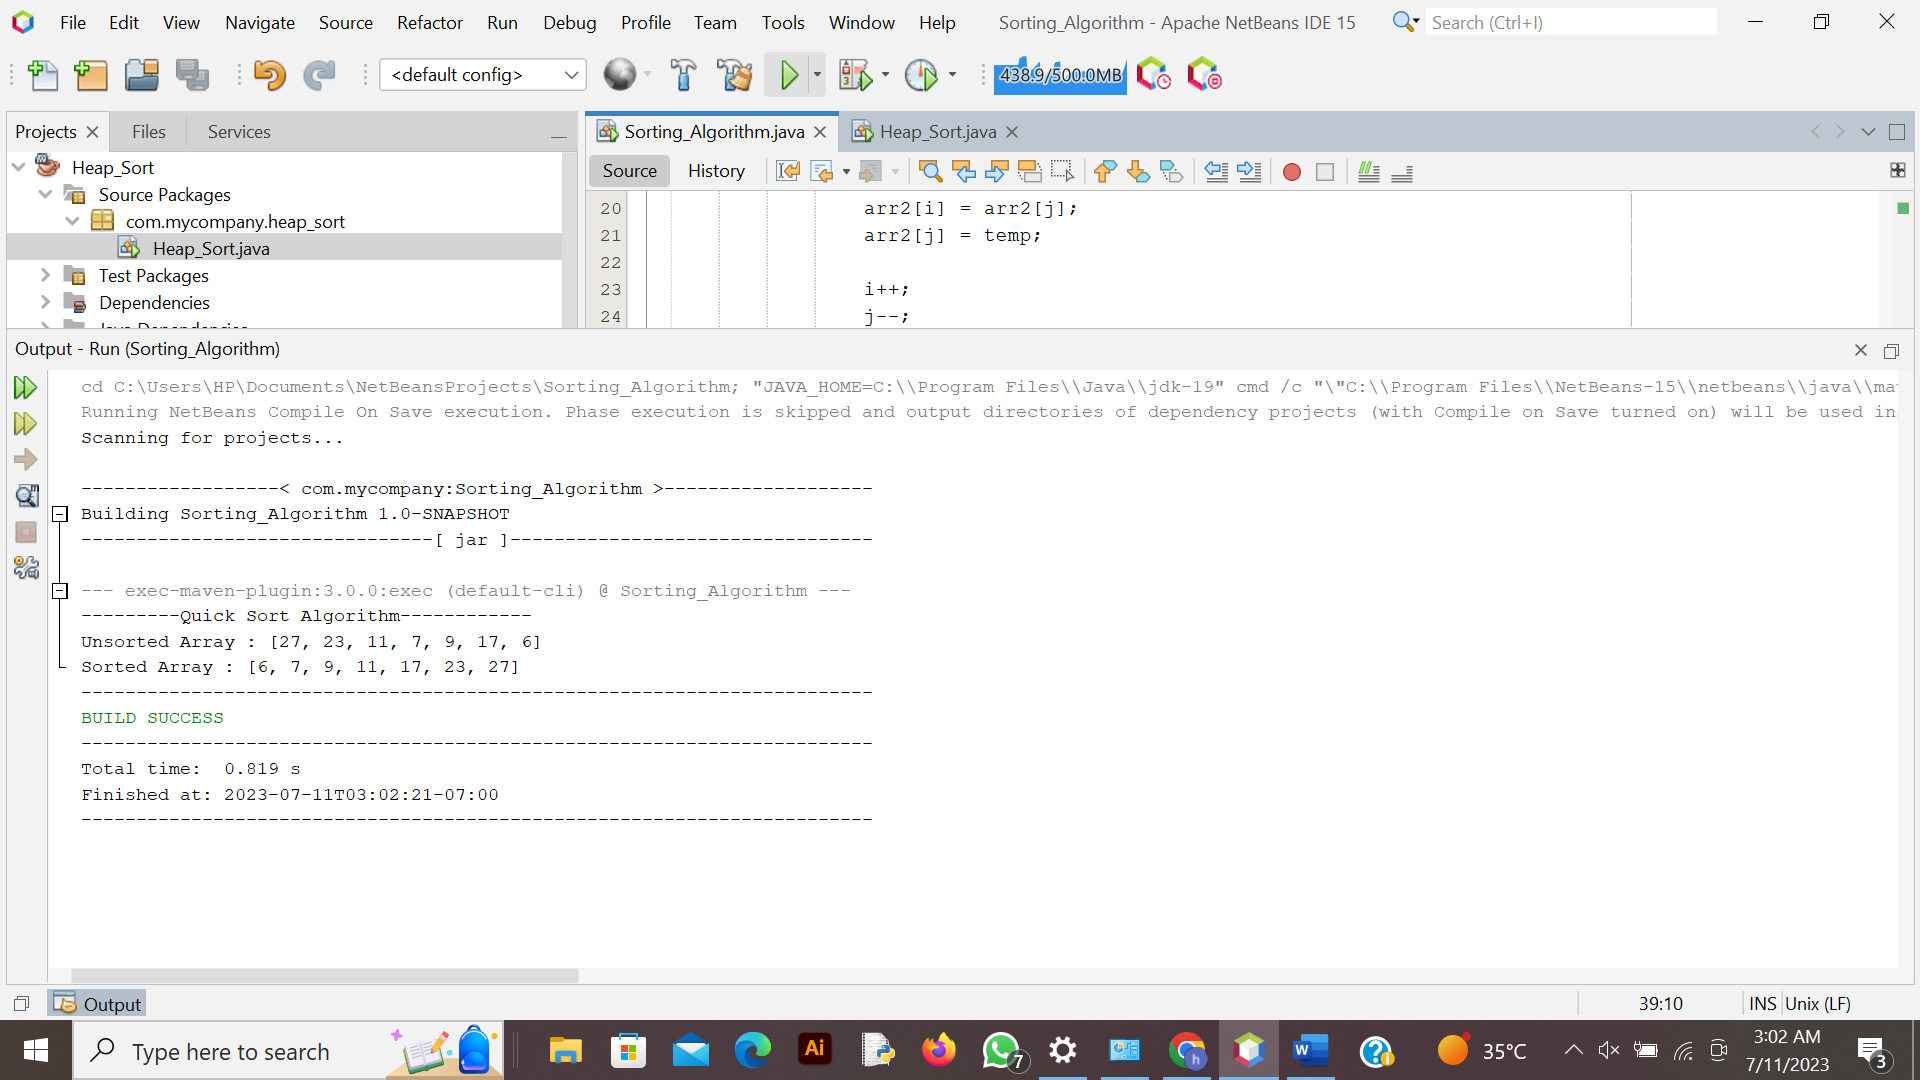 File Edit View Navigate Source Refactor Run Debug Profile Team Tools Window Help Sorting_Algorithm - Apache NetBeans IDE 15 Search (Ctrl+I)
<default config> 438.9/500.0MB
Projects Files Services Sorting_Algorithm.java Heap_Sort.java
Heap_Sort
Source Packages
com.mycompany.heap_sort
Heap_Sort.java
Test Packages
Dependencies
Java Dependencies
Source History
20 arr2[i] = arr2[j];
21 arr2[j] = temp;
22
23 i++;
24 j--;
Output - Run (Sorting_Algorithm)
cd C:\Users\HP\Documents\NetBeansProjects\Sorting_Algorithm; "JAVA_HOME=C:\\Program Files\\Java\\jdk-19" cmd /c "\"C:\\Program Files\\NetBeans-15\\netbeans\\java\\ma
Running NetBeans Compile On Save execution. Phase execution is skipped and output directories of dependency projects (with Compile on Save turned on) will be used in
Scanning for projects...
------------------< com.mycompany:Sorting_Algorithm >-------------------
Building Sorting_Algorithm 1.0-SNAPSHOT
--------------------------------[ jar ]---------------------------------
--- exec-maven-plugin:3.0.0:exec (default-cli) @ Sorting_Algorithm ---
---------Quick Sort Algorithm------------
Unsorted Array : [27, 23, 11, 7, 9, 17, 6]
Sorted Array : [6, 7, 9, 11, 17, 23, 27]
------------------------------------------------------------------------
BUILD SUCCESS
------------------------------------------------------------------------
Total time:  0.819 s
Finished at: 2023-07-11T03:02:21-07:00
------------------------------------------------------------------------
Output 39:10 INS Unix (LF)
Type here to search Ai 7 h W 35°C 3:02 AM
7/11/2023 3